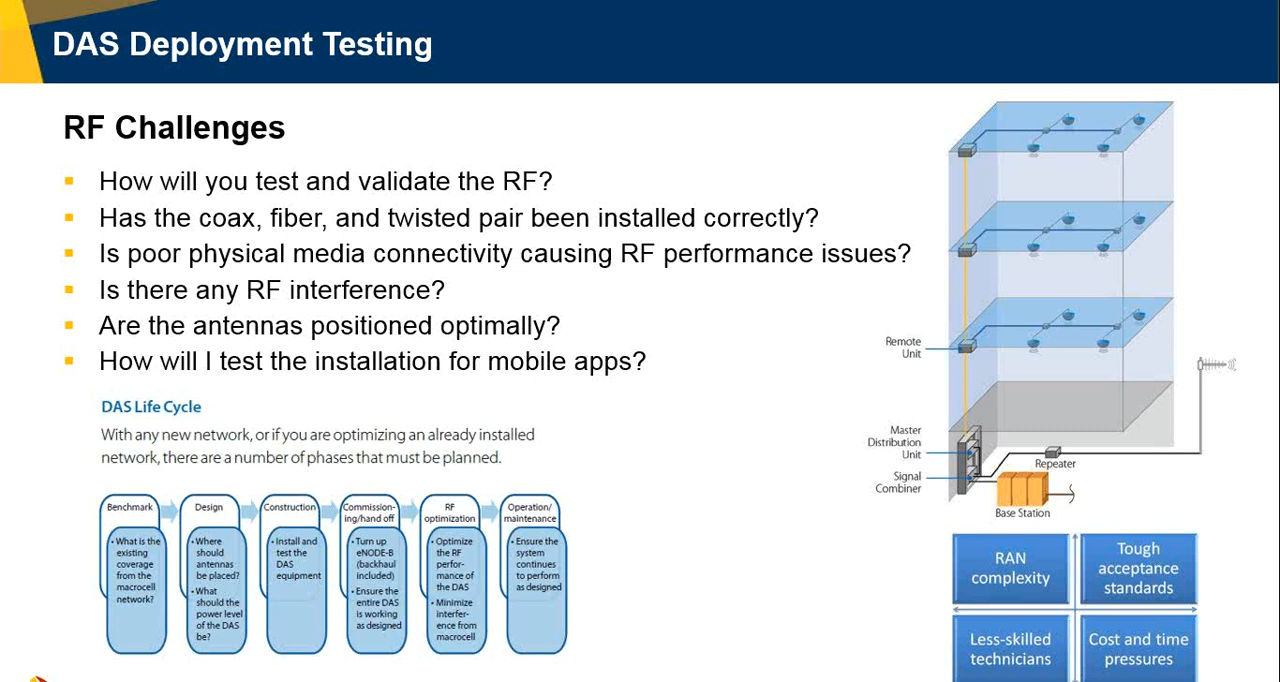 DAS Deployment Testing
RF Challenges
How will you test and validate the RF?
Has the coax, fiber, and twisted pair been installed correctly?
Is poor physical media connectivity causing RF performance issues?
Is there any RF interference?
Are the antennas positioned optimally?
How will I test the installation for mobile apps?
DAS Life Cycle
With any new network, or if you are optimizing an already installed
network, there are a number of phases that must be planned.
Benchmark
• What is the
existing
coverage
from the
macrocell
network?
Design
• Where
should
antennas
be placed?
• What
should the
power level
of the DAS
be?
Construction
• Install and
test the
DAS
equipment
Commission-
ing/hand off
• Turn up
eNODE-B
(backhaul
included)
• Ensure the
entire DAS
is working
as designed
RF
optimization
• Optimize
the RF
perfor-
mance of
the DAS
• Minimize
interfer-
ence from
macrocell
Operation/
maintenance
• Ensure the
system
continues
to perform
as designed
Remote
Unit
Master
Distribution
Unit
Signal
Combiner
Repeater
Base Station
RAN
complexity
Tough
acceptance
standards
Less-skilled
technicians
Cost and time
pressures